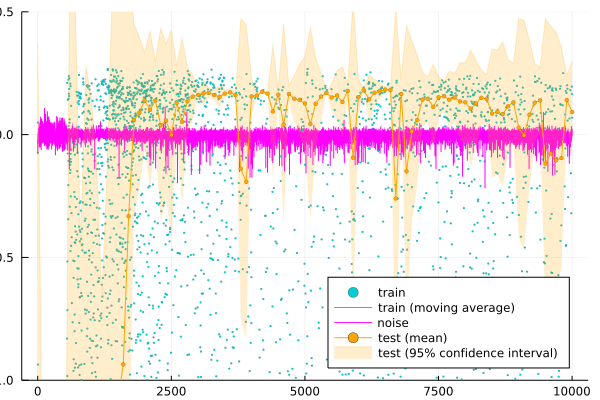 0.5
0.0
0.5
1.0
train
train (moving average)
noise
test (mean)
test (95% confidence interval)
0 2500 5000 7500 10000